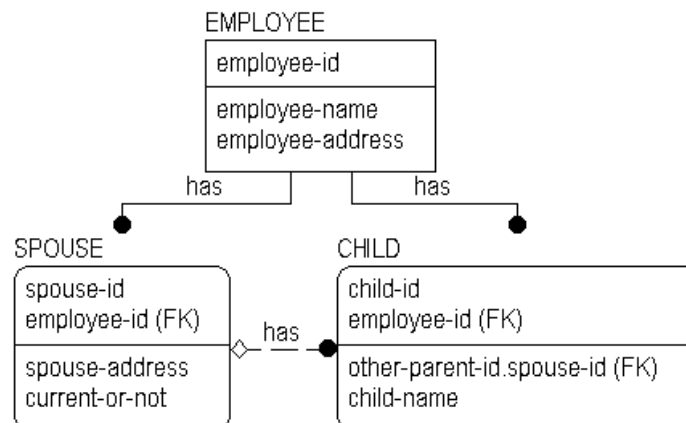 EMPLOYEE
employee-id
employee-name
employee-address
has
has
SPOUSE
spouse-id
employee-id (FK)
spouse-address
current-or-not
has
CHILD
child-id
employee-id (FK)
other-parent-id.spouse-id (FK)
child-name